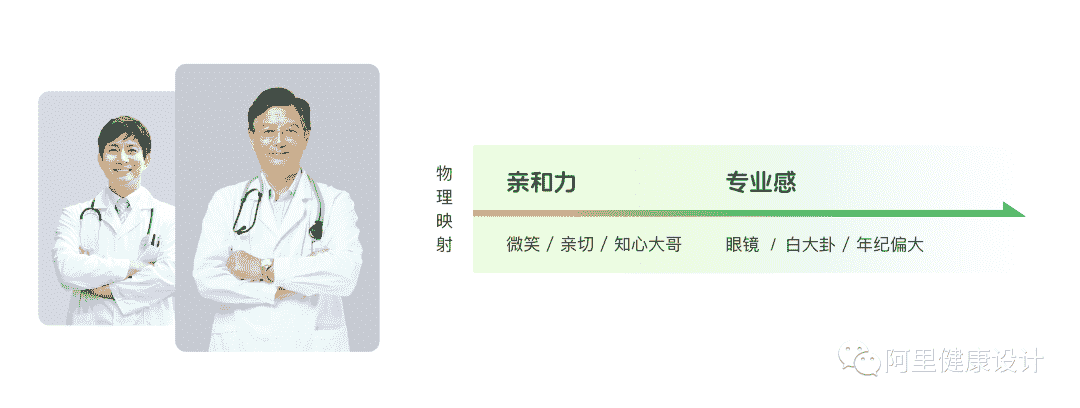 物理映射
亲和力
专业感
微笑 / 亲切 / 知心大哥
眼镜 / 白大卦 / 年纪偏大
阿里健康设计